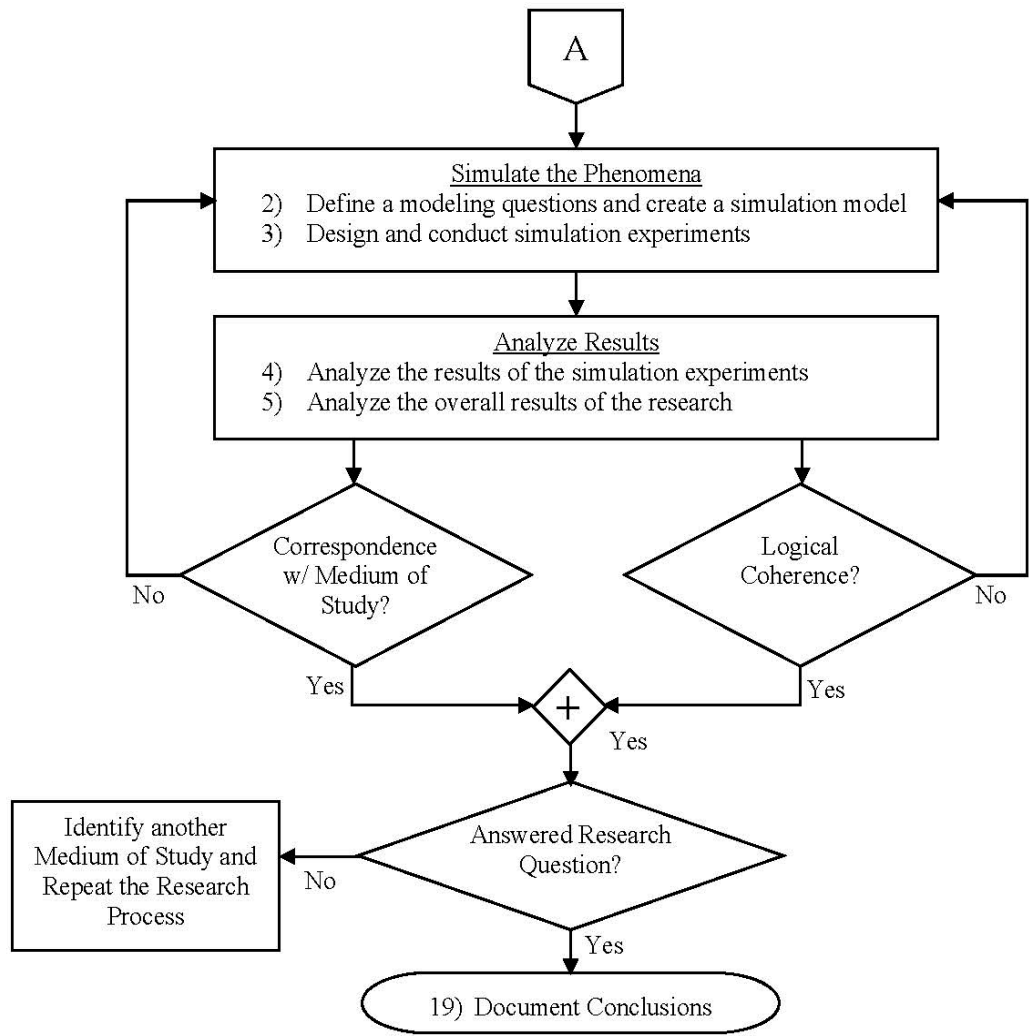 A
Simulate the Phenomena
2) Define a modeling questions and create a simulation model
3) Design and conduct simulation experiments
Analyze Results
4) Analyze the results of the simulation experiments
5) Analyze the overall results of the research
Correspondence
w/ Medium of
Study?
No
Yes
Logical
Coherence?
No
Yes
+
Yes
Answered Research
Question?
No
Identify another
Medium of Study and
Repeat the Research
Process
Yes
19) Document Conclusions